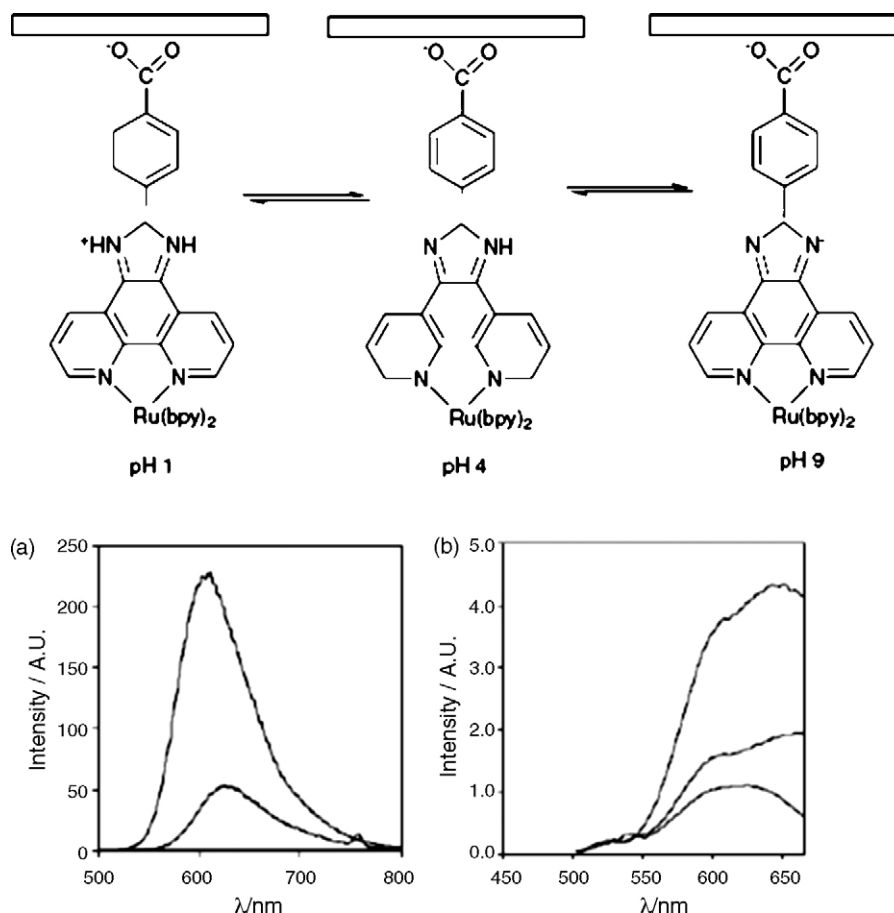 -O O -O O -O O
C C C
+HN NH N NH N N-
N N N N N N
Ru(bpy)2 Ru(bpy)2 Ru(bpy)2
pH 1 pH 4 pH 9
(a)
250
200
150
100
50
0
Intensity / A.U.
500 600 700 800
λ/nm
(b)
5.0
4.0
3.0
2.0
1.0
0.0
Intensity / A.U.
450 500 550 600 650
λ/nm